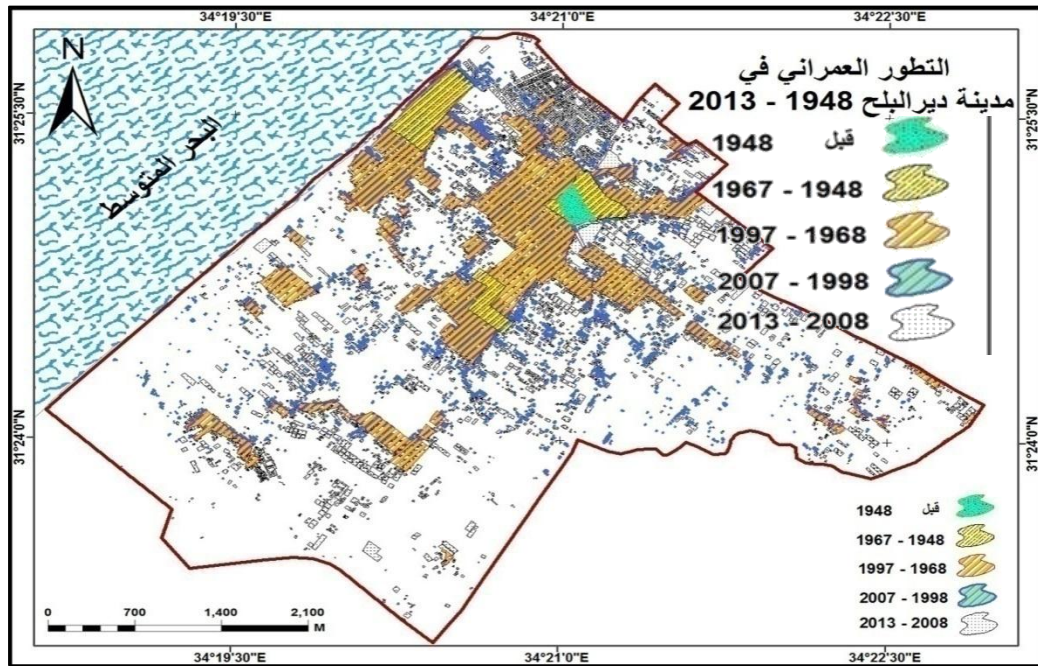 34°19'30"E 34°21'0"E 34°22'30"E
N
31°25'30"N
31°25'30"N
التطور العمراني في
مدينة ديرالبلح 1948 - 2013
قبل 1948
1948 - 1967
1968 - 1997
1998 - 2007
2008 - 2013
البحر المتوسط
31°24'0"N
31°24'0"N
قبل 1948
1948 - 1967
1968 - 1997
1998 - 2007
2008 - 2013
0 700 1,400 2,100
M
34°19'30"E 34°21'0"E 34°22'30"E